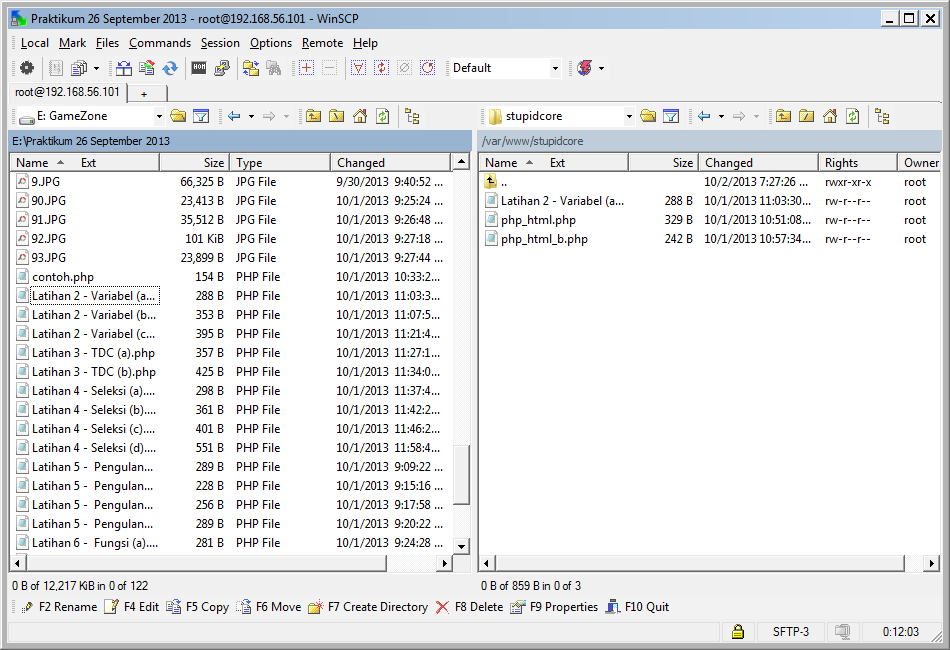 Praktikum 26 September 2013 - root@192.168.56.101 - WinSCP
Local Mark Files Commands Session Options Remote Help
Default
root@192.168.56.101 +
E: GameZone stupidcore
E:\Praktikum 26 September 2013 /var/www/stupidcore
Name Ext Size Type Changed Name Ext Size Changed Rights Owner
9.JPG 66,325 B JPG File 9/30/2013 9:40:52 ... .. 10/2/2013 7:27:26 ... rwxr-xr-x root
90.JPG 23,413 B JPG File 10/1/2013 9:25:24 ... Latihan 2 - Variabel (a... 288 B 10/1/2013 11:03:30... rw-r--r-- root
91.JPG 35,512 B JPG File 10/1/2013 9:26:48 ... php_html.php 329 B 10/1/2013 10:51:08... rw-r--r-- root
92.JPG 101 KiB JPG File 10/1/2013 9:27:18 ... php_html_b.php 242 B 10/1/2013 10:57:34... rw-r--r-- root
93.JPG 23,899 B JPG File 10/1/2013 9:27:44 ...
contoh.php 154 B PHP File 10/1/2013 10:33:2...
Latihan 2 - Variabel (a... 288 B PHP File 10/1/2013 11:03:3...
Latihan 2 - Variabel (b... 353 B PHP File 10/1/2013 11:07:5...
Latihan 2 - Variabel (c... 395 B PHP File 10/1/2013 11:21:4...
Latihan 3 - TDC (a).php 357 B PHP File 10/1/2013 11:27:1...
Latihan 3 - TDC (b).php 425 B PHP File 10/1/2013 11:34:0...
Latihan 4 - Seleksi (a).... 298 B PHP File 10/1/2013 11:37:4...
Latihan 4 - Seleksi (b).... 361 B PHP File 10/1/2013 11:42:2...
Latihan 4 - Seleksi (c).... 401 B PHP File 10/1/2013 11:46:2...
Latihan 4 - Seleksi (d).... 551 B PHP File 10/1/2013 11:58:4...
Latihan 5 - Pengulan... 289 B PHP File 10/1/2013 9:09:22 ...
Latihan 5 - Pengulan... 228 B PHP File 10/1/2013 9:15:16 ...
Latihan 5 - Pengulan... 256 B PHP File 10/1/2013 9:17:58 ...
Latihan 5 - Pengulan... 289 B PHP File 10/1/2013 9:20:22 ...
Latihan 6 - Fungsi (a).... 281 B PHP File 10/1/2013 9:24:28 ...
0 B of 12,217 KiB in 0 of 122 0 B of 859 B in 0 of 3
F2 Rename F4 Edit F5 Copy F6 Move F7 Create Directory F8 Delete F9 Properties F10 Quit
SFTP-3 0:12:03